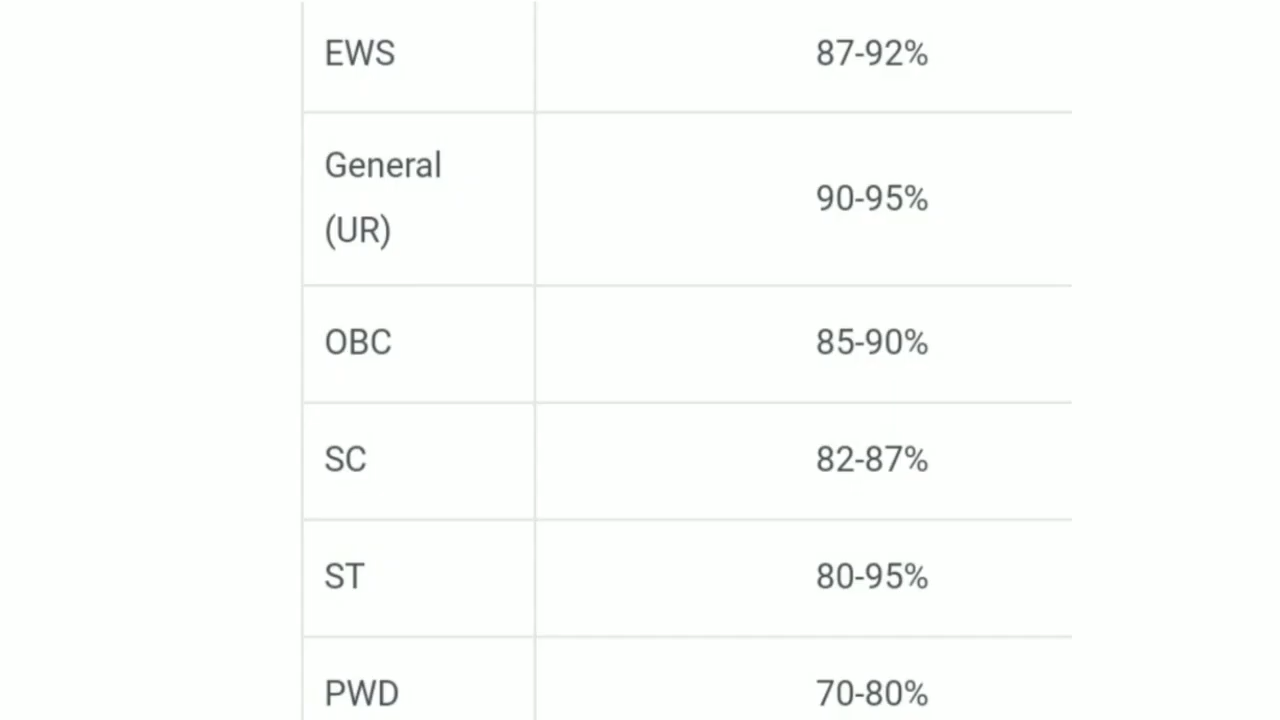 EWS 87-92%
General
(UR) 90-95%
OBC 85-90%
SC 82-87%
ST 80-95%
PWD 70-80%